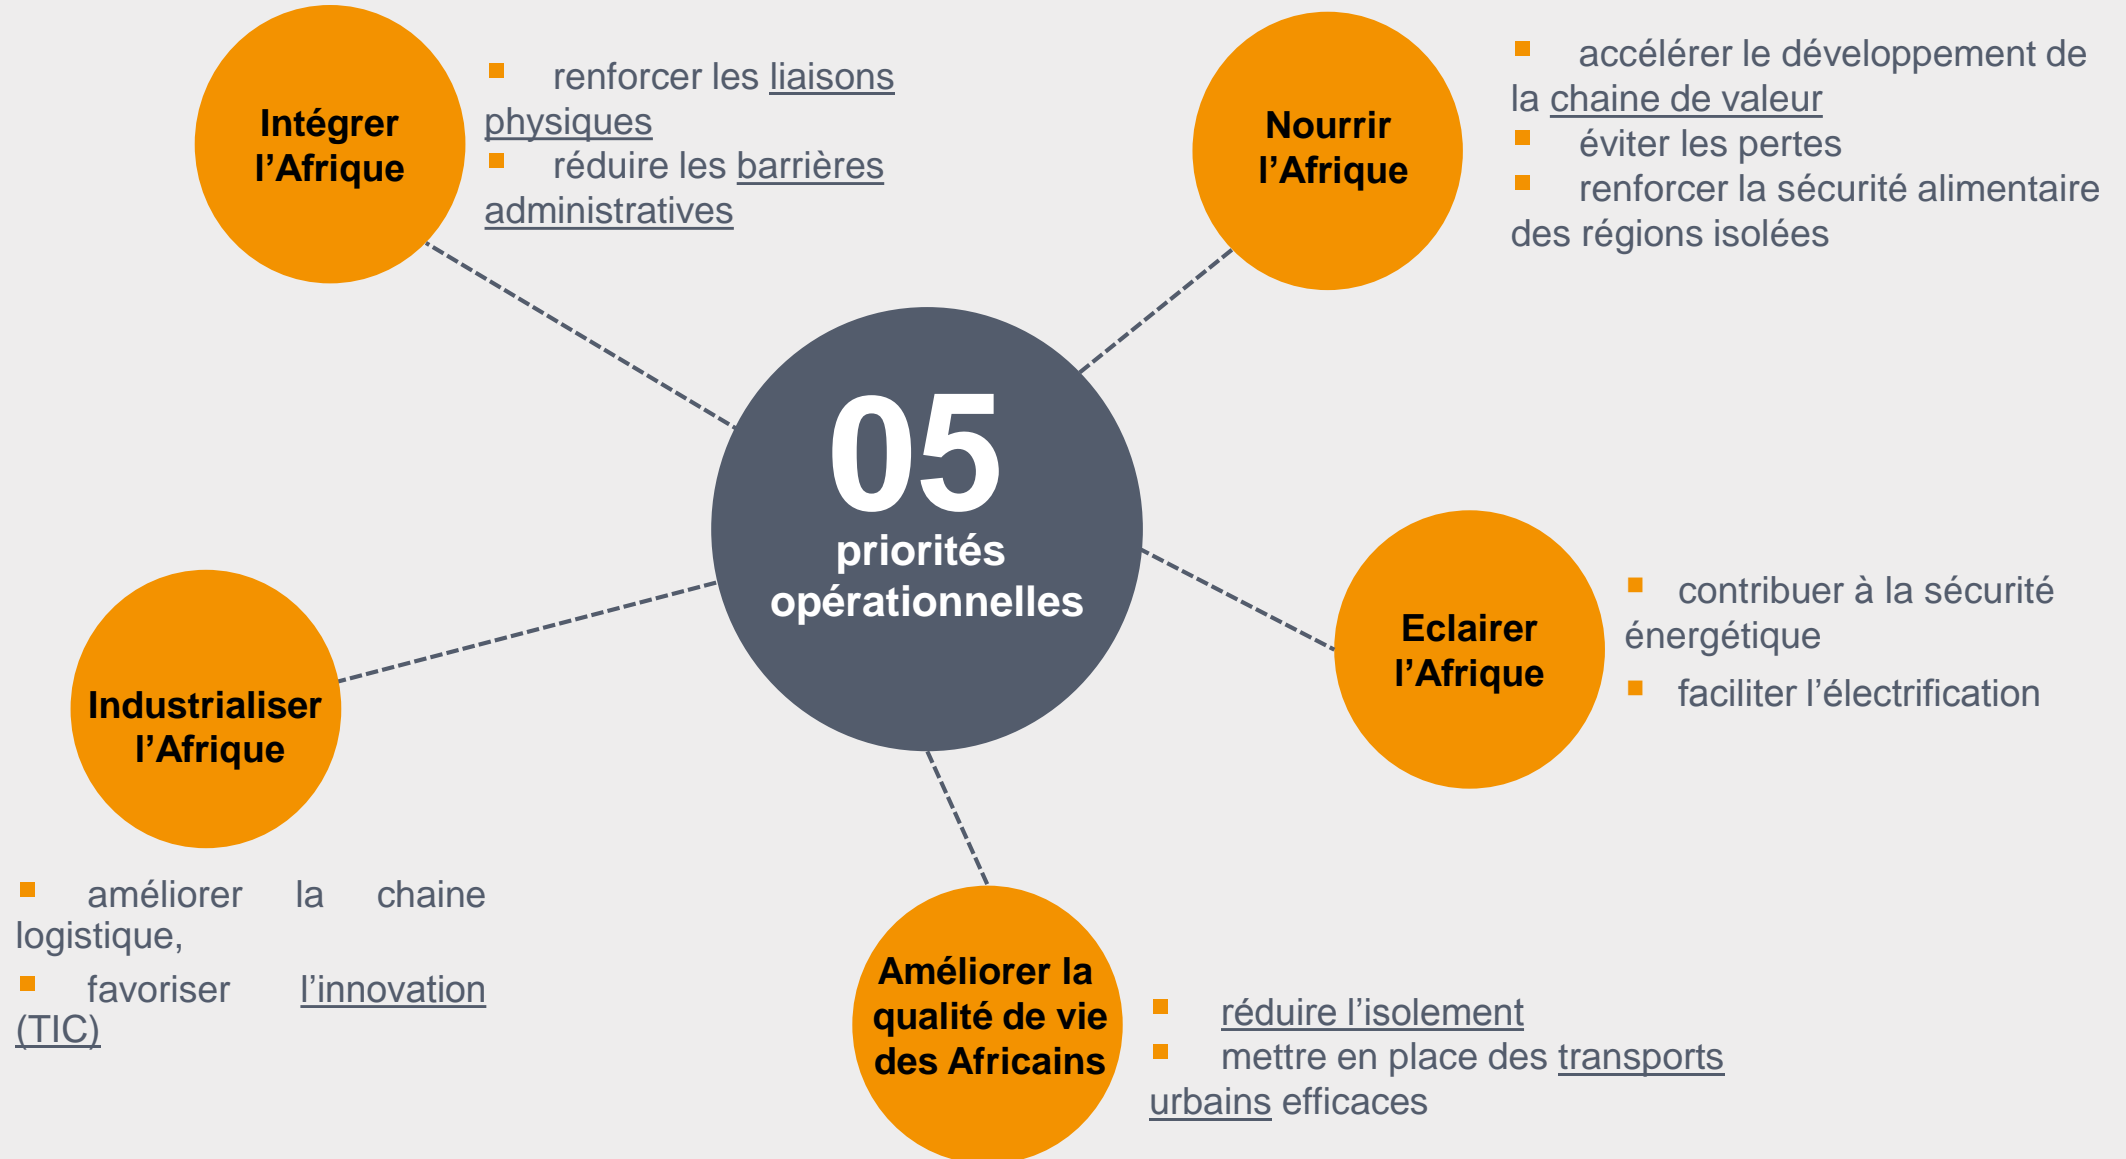 Intégrer
l’Afrique
renforcer les liaisons
physiques
réduire les barrières
administratives
Nourrir
l’Afrique
accélérer le développement de
la chaine de valeur
éviter les pertes
renforcer la sécurité alimentaire
des régions isolées
05
priorités
opérationnelles
Eclairer
l’Afrique
contribuer à la sécurité
énergétique
faciliter l’électrification
Industrialiser
l’Afrique
améliorer la chaine
logistique,
favoriser l’innovation
(TIC)
Améliorer la
qualité de vie
des Africains
réduire l’isolement
mettre en place des transports
urbains efficaces